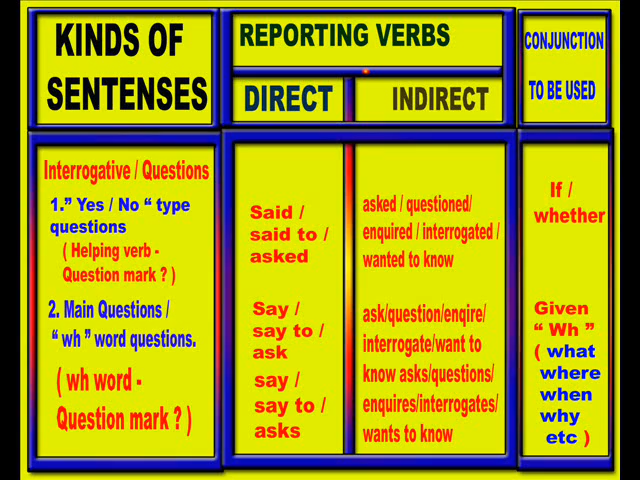 KINDS OF
SENTENSES
REPORTING VERBS
DIRECT
INDIRECT
CONJUNCTION
TO BE USED
Interrogative / Questions
1.” Yes / No “ type
questions
( Helping verb -
Question mark ? )
2. Main Questions /
“ wh ” word questions.
( wh word -
Question mark ? )
Said /
said to /
asked
Say /
say to /
ask
say /
say to /
asks
asked / questioned/
enquired / interrogated /
wanted to know
ask/question/enqire/
interrogate/want to
know asks/questions/
enquires/interrogates/
wants to know
If /
whether
Given
“ Wh ”
( what
where
when
why
etc )